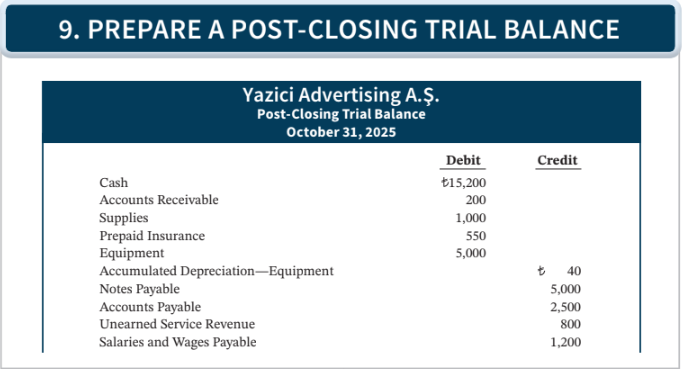 9. PREPARE A POST-CLOSING TRIAL BALANCE
Yazici Advertising A.Ş.
Post-Closing Trial Balance
October 31, 2025
Debit Credit
Cash ₺15,200
Accounts Receivable 200
Supplies 1,000
Prepaid Insurance 550
Equipment 5,000
Accumulated Depreciation—Equipment ₺ 40
Notes Payable 5,000
Accounts Payable 2,500
Unearned Service Revenue 800
Salaries and Wages Payable 1,200